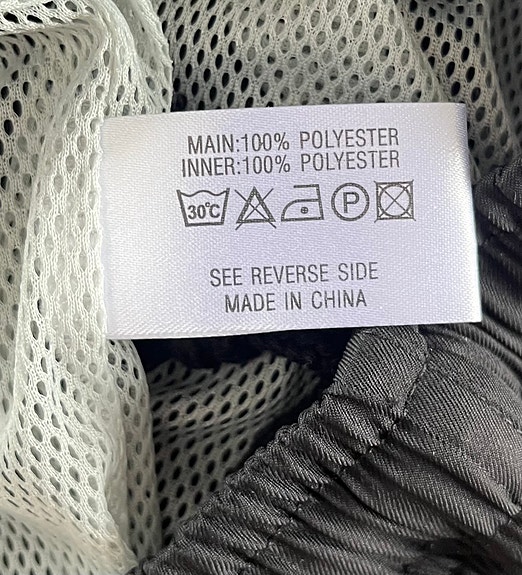 MAIN:100% POLYESTER
INNER:100% POLYESTER
30℃ P
SEE REVERSE SIDE
MADE IN CHINA